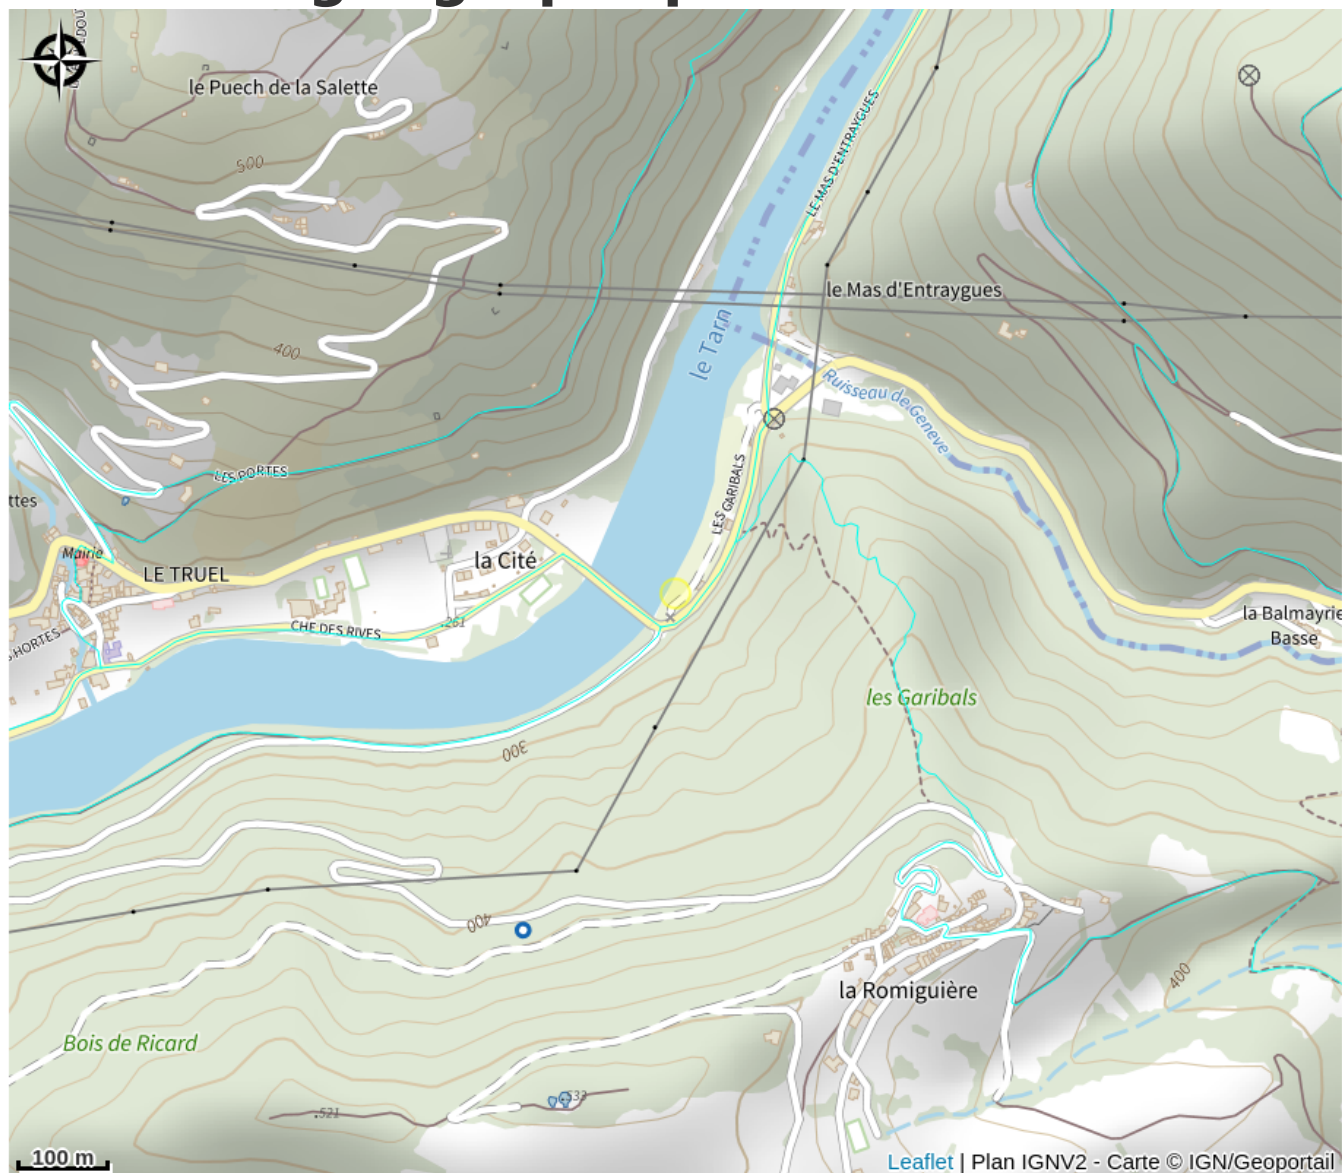 le Puech de la Salette
500
LE MAS D'ENTRAYGUES
le Mas d'Entraygues
le Tarn
400
Ruisseau de Geneve
LES PORTES
LES GARIBALS
ttes
Mairie
LE TRUEL
la Cité
.261
CHE DES RIVES
S HORTES
la Balmayrie
Basse
les Garibals
300
400
la Romiguière
400
Bois de Ricard
.533
.521
100 m
Leaflet | Plan IGNV2 - Carte © IGN/Geoportail